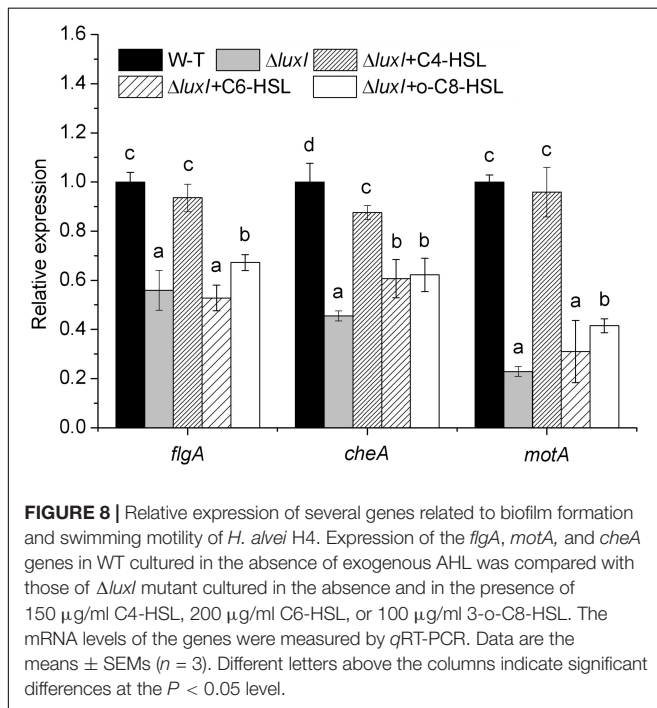 1.6
1.4
1.2
1.0
0.8
0.6
0.4
0.2
0.0
Relative expression
W-T ΔluxI ΔluxI+C4-HSL
ΔluxI+C6-HSL ΔluxI+o-C8-HSL
c a c a b
d a c b b
c a c a b
flgA cheA motA
FIGURE 8 | Relative expression of several genes related to biofilm formation
and swimming motility of H. alvei H4. Expression of the flgA, motA, and cheA
genes in WT cultured in the absence of exogenous AHL was compared with
those of ΔluxI mutant cultured in the absence and in the presence of
150 μg/ml C4-HSL, 200 μg/ml C6-HSL, or 100 μg/ml 3-o-C8-HSL. The
mRNA levels of the genes were measured by qRT-PCR. Data are the
means ± SEMs (n = 3). Different letters above the columns indicate significant
differences at the P < 0.05 level.